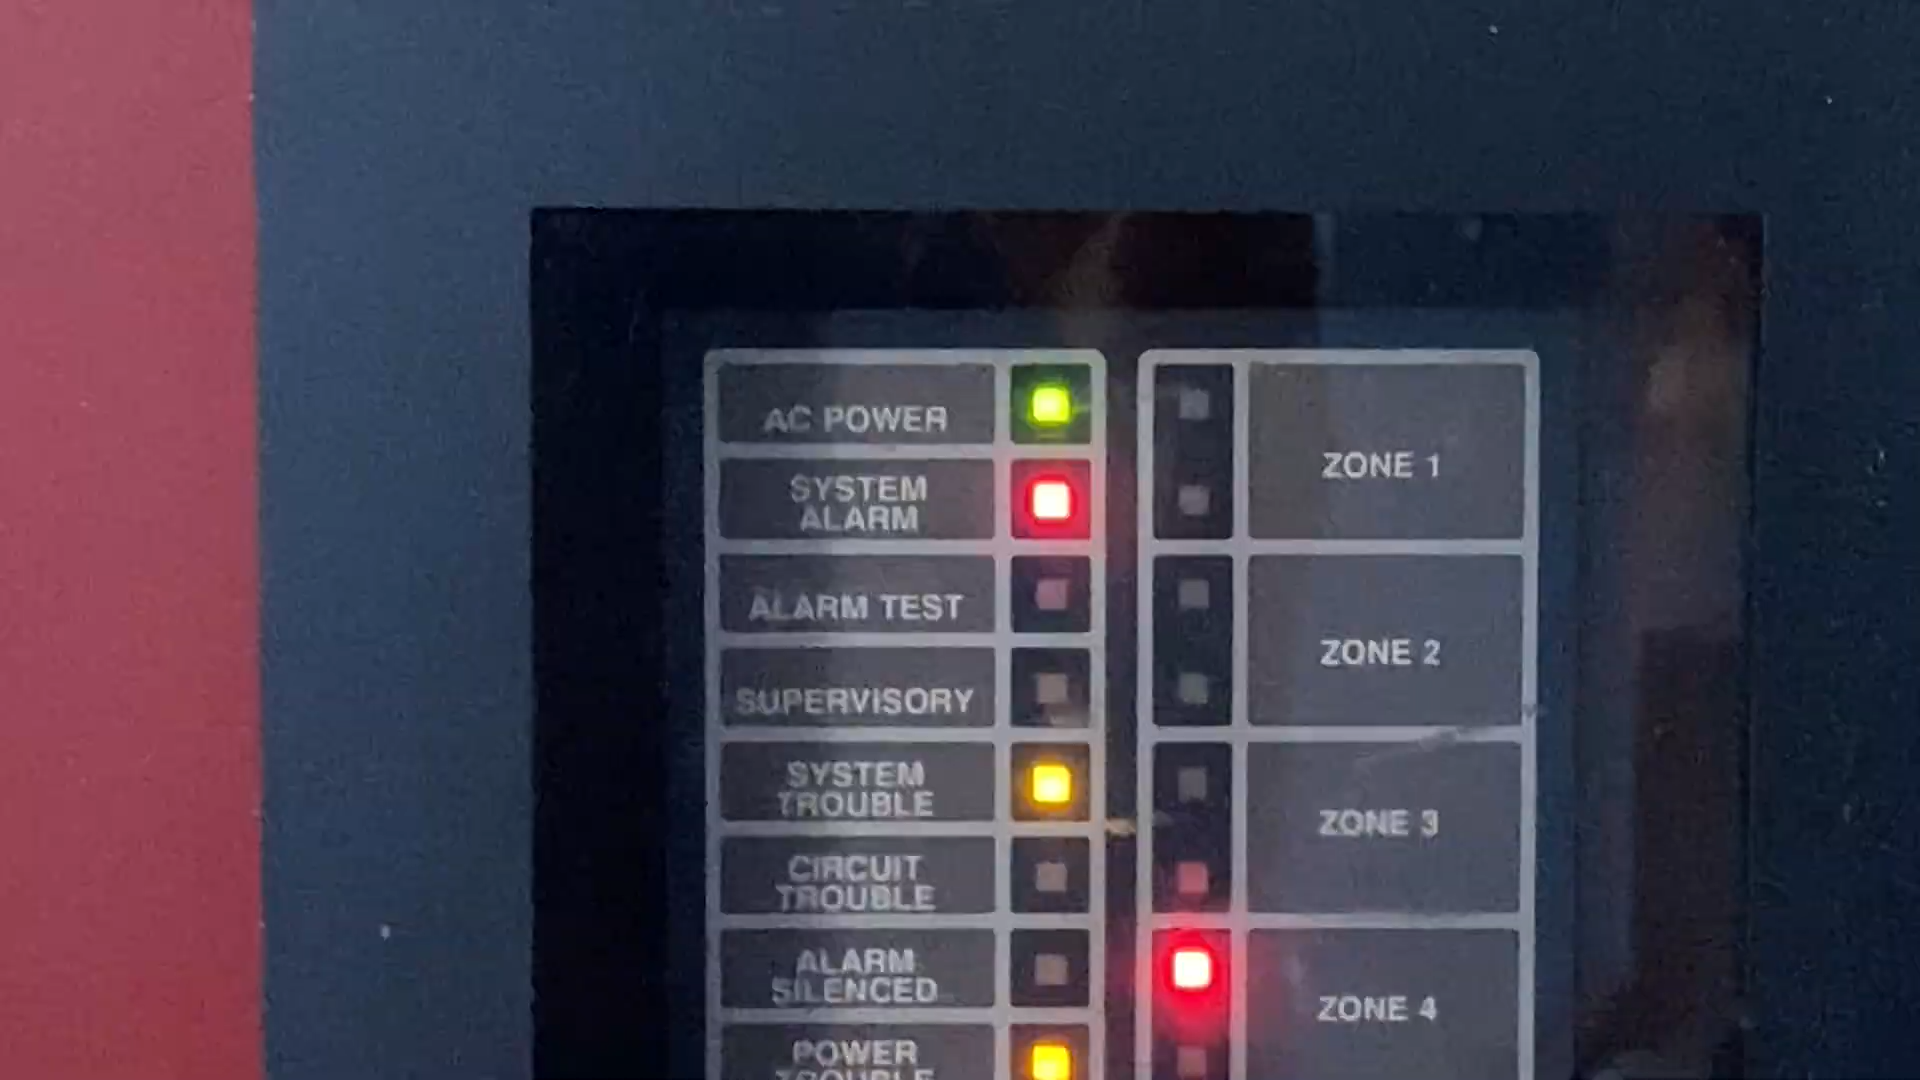 AC POWER
SYSTEM
ALARM
ALARM TEST
SUPERVISORY
SYSTEM
TROUBLE
CIRCUIT
TROUBLE
ALARM
SILENCED
POWER
TROUBLE
ZONE 1
ZONE 2
ZONE 3
ZONE 4